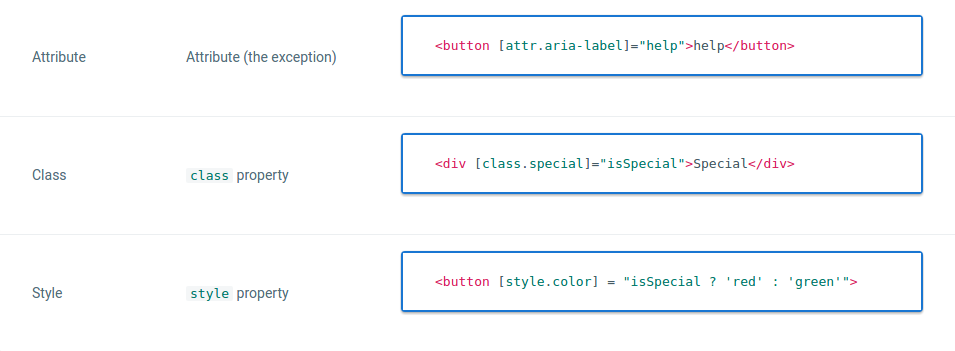 Attribute Attribute (the exception) <button [attr.aria-label]="help">help</button>
Class class property <div [class.special]="isSpecial">Special</div>
Style style property <button [style.color] = "isSpecial ? 'red' : 'green'">